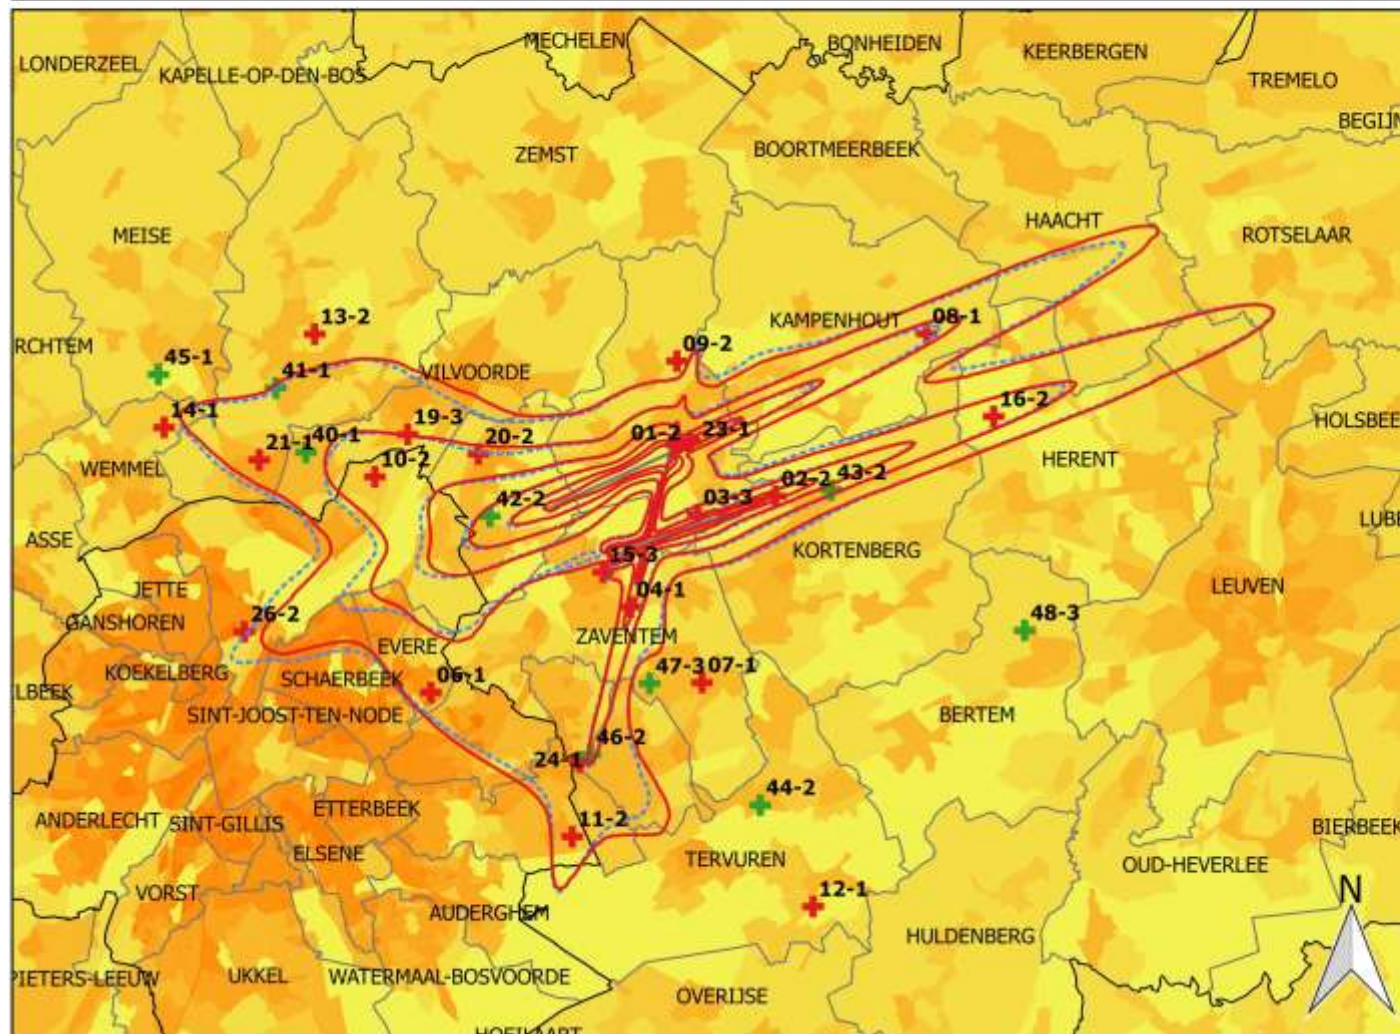 MECHELEN
BONHEIDEN
KEERBERGEN
LONDERZEEL
KAPELLE-OP-DEN-BOS
TREMELO
BEGIJN
ZEMST
BOORTMEERBEEK
HAACHT
MEISE
ROTSELAAR
13-2
KAMPENHOUT
08-1
RCHTEM
45-1
09-2
41-1
VILVOORDE
14-1
19-3
16-2
HOLSBEE
21-1
40-1
20-2
01-2
23-1
WEMMEL
10-2
HERENT
42-2
03-3
02-2
43-2
ASSE
KORTENBERG
LUBB
15-3
JETTE
LEUVEN
26-2
04-1
48-3
GANSHOREN
ZAVENTEM
EVERE
KOEKELBERG
SCHAERBEEK
06-1
47-3
07-1
ELBEEK
SINT-JOOST-TEN-NODE
BERTEM
46-2
24-1
44-2
ETTERBEEK
ANDERLECHT
SINT-GILLIS
11-2
BIERBEEK
ELSENE
TERVUREN
OUD-HEVERLEE
VORST
N
12-1
AUDERGHEM
HULDENBERG
PIETERS-LEEUW
UKKEL
WATERMAAL-BOSVOORDE
OVERIJSE
HOEILAART